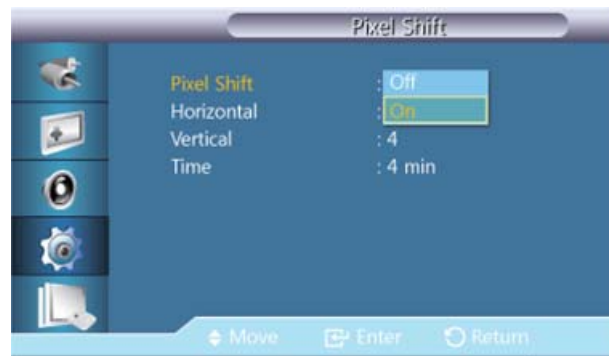 Pixel Shift
Pixel Shift : Off
Horizontal : On
Vertical : 4
Time : 4 min
Move Enter Return